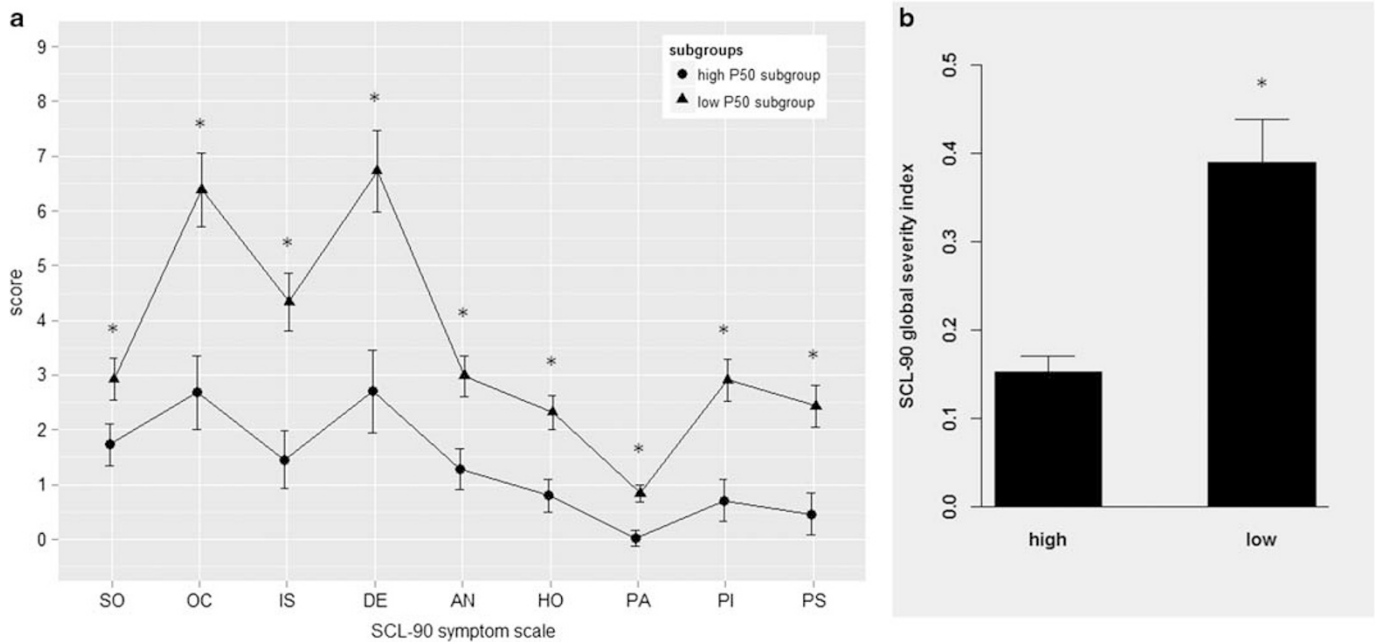 a
9
8
7
6
5
4
3
2
1
0
score
subgroups
high P50 subgroup
low P50 subgroup
*
*
*
*
*
*
*
*
*
SO OC IS DE AN HO PA PI PS
SCL-90 symptom scale
b
SCL-90 global severity index
0.5
0.4
0.3
0.2
0.1
0.0
*
high low